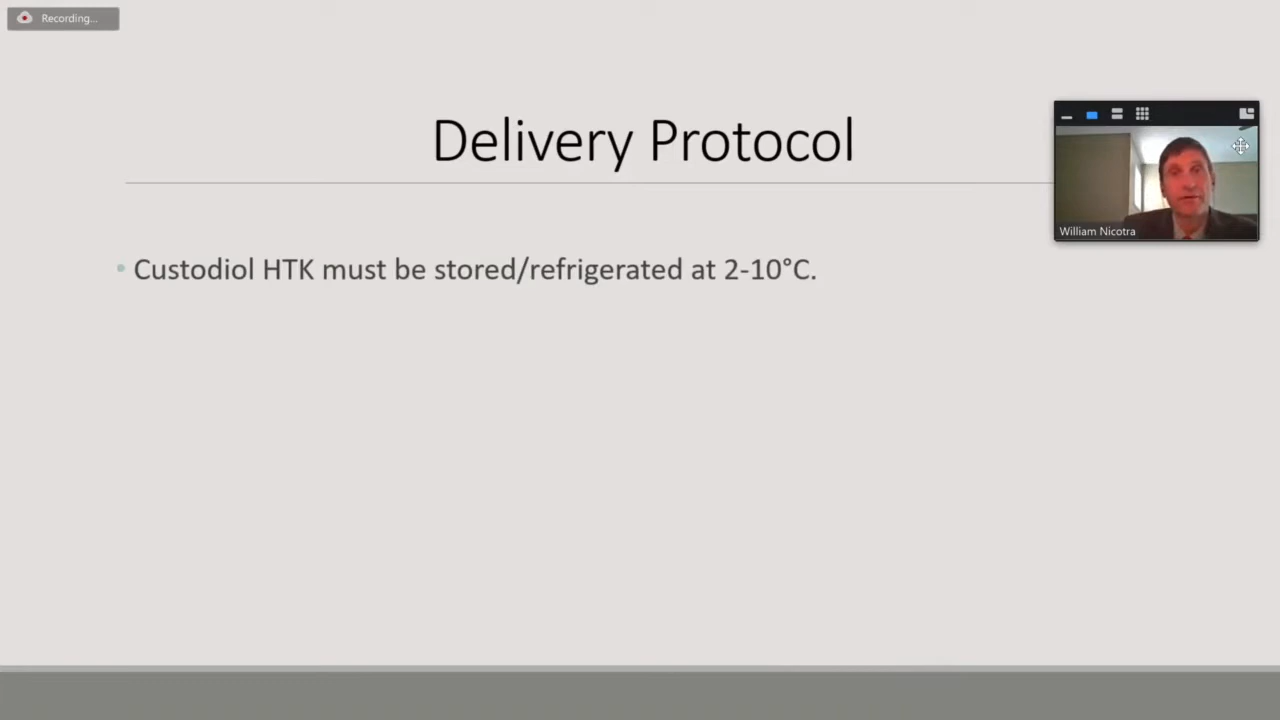 Recording...
Delivery Protocol
William Nicotra
• Custodiol HTK must be stored/refrigerated at 2-10°C.